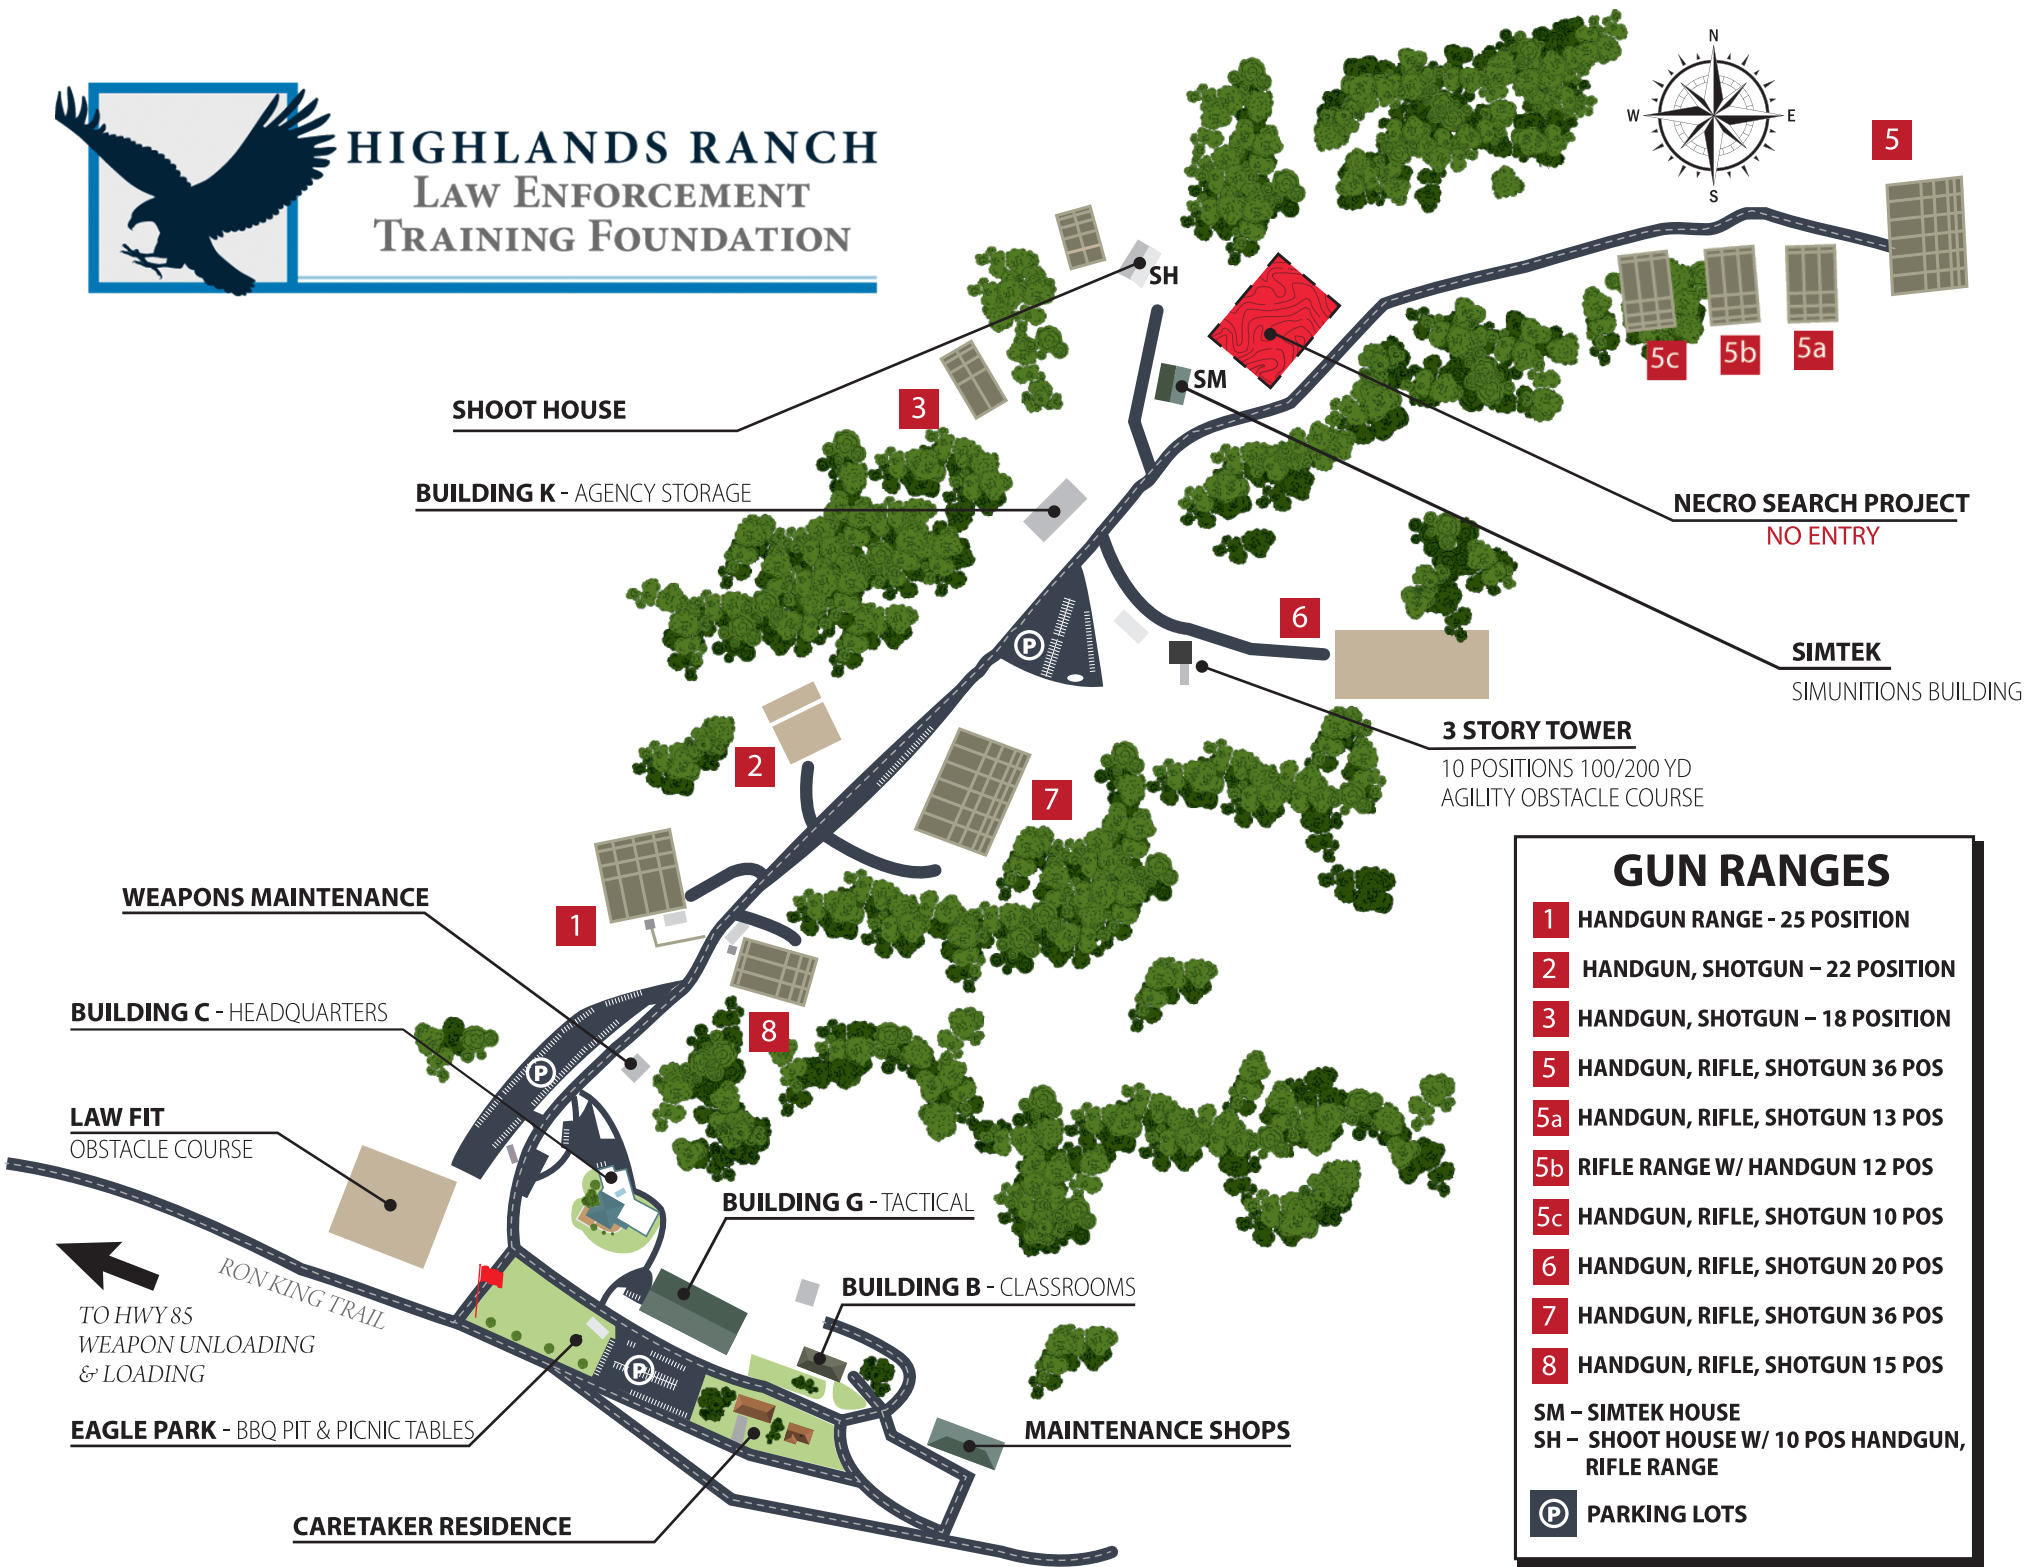 HIGHLANDS RANCH
LAW ENFORCEMENT
TRAINING FOUNDATION
N
W
E
S
5
SH
5c
5b
5a
SM
SHOOT HOUSE
3
BUILDING K - AGENCY STORAGE
NECRO SEARCH PROJECT
NO ENTRY
6
P
SIMTEK
SIMUNITIONS BUILDING
3 STORY TOWER
10 POSITIONS 100/200 YD
AGILITY OBSTACLE COURSE
2
7
WEAPONS MAINTENANCE
1
BUILDING C - HEADQUARTERS
8
P
LAW FIT
OBSTACLE COURSE
BUILDING G - TACTICAL
RON KING TRAIL
BUILDING B - CLASSROOMS
TO HWY 85
WEAPON UNLOADING
& LOADING
P
EAGLE PARK - BBQ PIT & PICNIC TABLES
MAINTENANCE SHOPS
CARETAKER RESIDENCE
GUN RANGES
1 HANDGUN RANGE - 25 POSITION
2 HANDGUN, SHOTGUN – 22 POSITION
3 HANDGUN, SHOTGUN – 18 POSITION
5 HANDGUN, RIFLE, SHOTGUN 36 POS
5a HANDGUN, RIFLE, SHOTGUN 13 POS
5b RIFLE RANGE W/ HANDGUN 12 POS
5c HANDGUN, RIFLE, SHOTGUN 10 POS
6 HANDGUN, RIFLE, SHOTGUN 20 POS
7 HANDGUN, RIFLE, SHOTGUN 36 POS
8 HANDGUN, RIFLE, SHOTGUN 15 POS
SM – SIMTEK HOUSE
SH – SHOOT HOUSE W/ 10 POS HANDGUN,
RIFLE RANGE
P PARKING LOTS